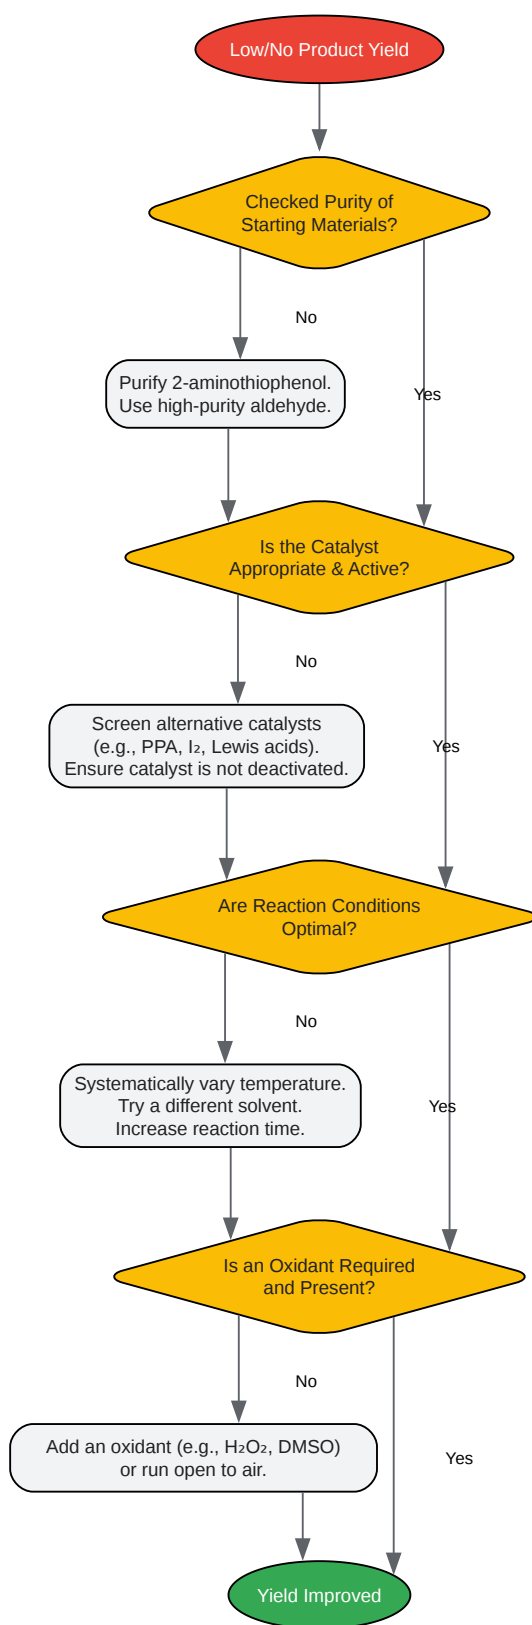 Low/No Product Yield
Checked Purity of
Starting Materials?
No
Purify 2-aminothiophenol.
Use high-purity aldehyde.
Yes
Is the Catalyst
Appropriate & Active?
No
Screen alternative catalysts
(e.g., PPA, I₂, Lewis acids).
Ensure catalyst is not deactivated.
Yes
Are Reaction Conditions
Optimal?
No
Systematically vary temperature.
Try a different solvent.
Increase reaction time.
Yes
Is an Oxidant Required
and Present?
No
Add an oxidant (e.g., H₂O₂, DMSO)
or run open to air.
Yes
Yield Improved